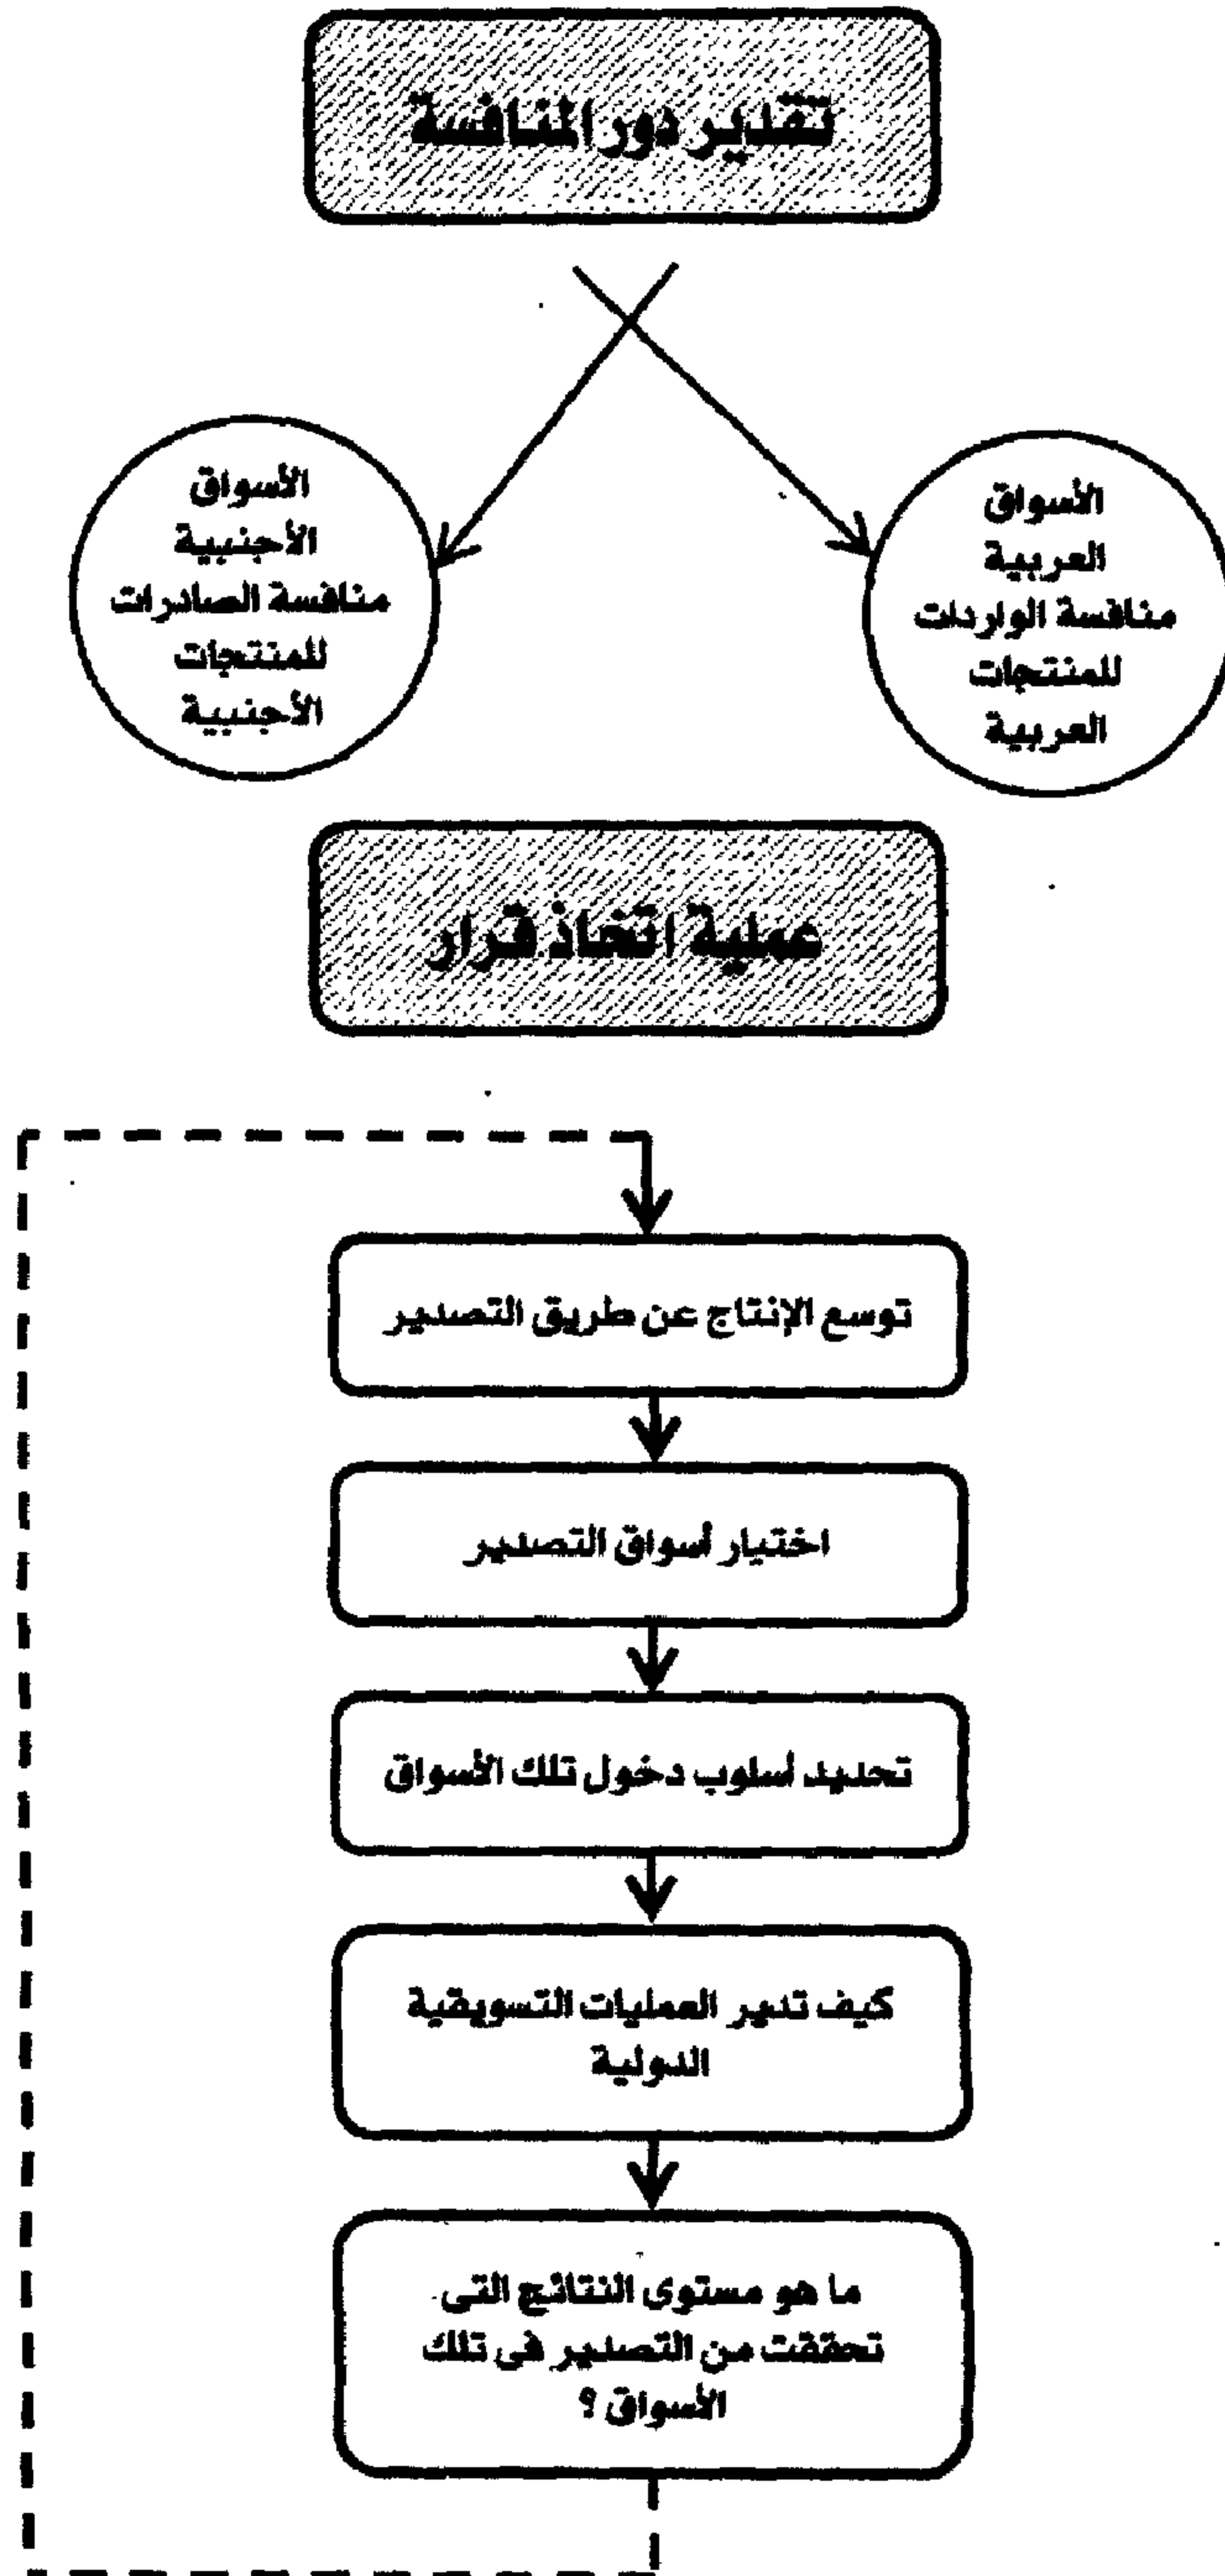 تقدير دور المنافسة
الأسواق
العربية
منافسة الواردات
للمنتجات
العربية
الأسواق
الأجنبية
منافسة الصادرات
للمنتجات
الأجنبية
عملية اتخاذ قرار
توسع الإنتاج عن طريق التصدير
اختيار أسواق التصدير
تحديد أسلوب دخول تلك الأسواق
كيف تدير العمليات التسويقية
الدولية
ما هو مستوى النتائج التى
تحققت من التصدير فى تلك
الأسواق ؟